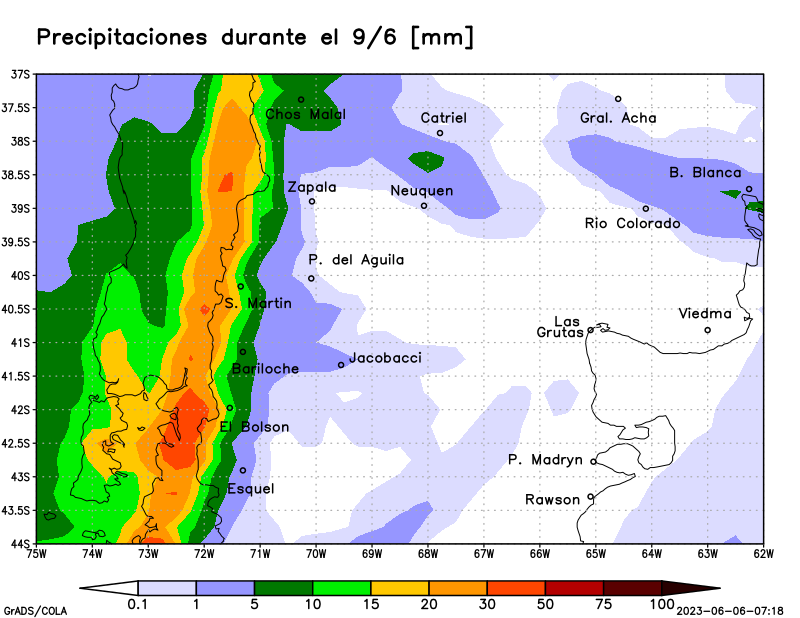 Precipitaciones durante el 9/6 [mm]
37S
37.5S
38S
38.5S
39S
39.5S
40S
40.5S
41S
41.5S
42S
42.5S
43S
43.5S
44S
Chos Malal
Catriel
Gral. Acha
B. Blanca
Zapala
Neuquen
Rio Colorado
P. del Aguila
S. Martin
Las
Grutas
Viedma
Bariloche
Jacobacci
El Bolson
P. Madryn
Esquel
Rawson
75W 74W 73W 72W 71W 70W 69W 68W 67W 66W 65W 64W 63W 62W
0.1 1 5 10 15 20 30 50 75 100
GrADS/COLA
2023-06-06-07:18